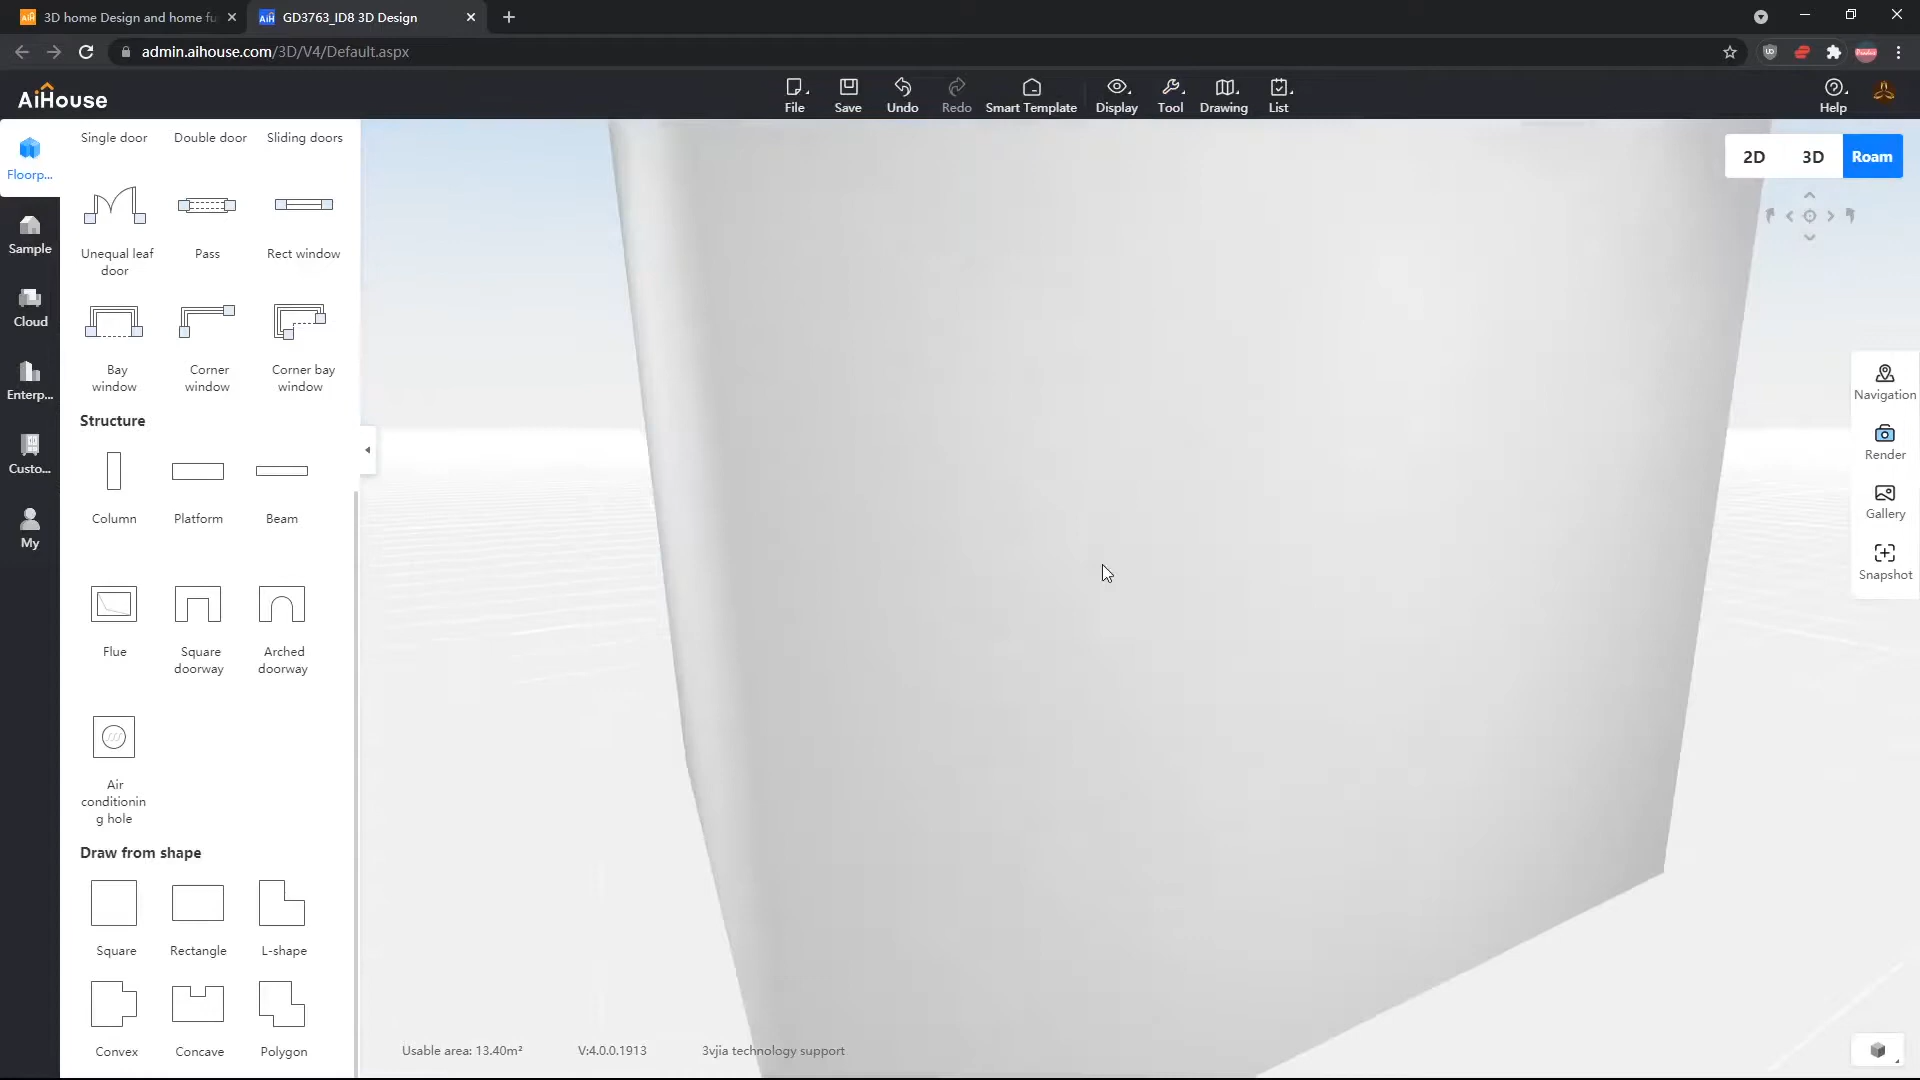 3D home Design and home fu
GD3763_ID8 3D Design
admin.aihouse.com/3D/V4/Default.aspx
AiHouse
File
Save
Undo
Redo
Smart Template
Display
Tool
Drawing
List
Help
Floorp...
Sample
Cloud
Enterp...
Custo...
My
Single door
Double door
Sliding doors
Unequal leaf
door
Pass
Rect window
Bay
window
Corner
window
Corner bay
window
Structure
Column
Platform
Beam
Flue
Square
doorway
Arched
doorway
Air
conditionin
g hole
Draw from shape
Square
Rectangle
L-shape
Convex
Concave
Polygon
2D
3D
Roam
Navigation
Render
Gallery
Snapshot
Usable area: 13.40m²
V:4.0.0.1913
3vjia technology support